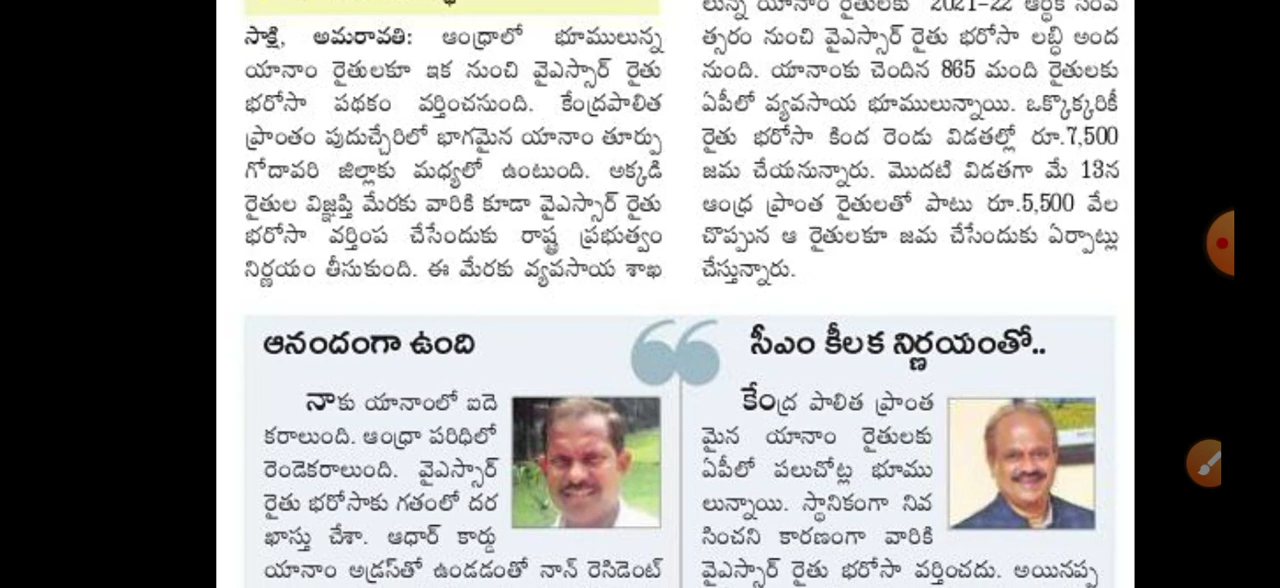 సాక్షి, అమరావతి: ఆంధ్రాలో భూములున్న
యానాం రైతులకూ ఇక నుంచి వైఎస్సార్ రైతు
భరోసా పథకం వర్తించనుంది. కేంద్రపాలిత
ప్రాంతం పుదుచ్చేరిలో భాగమైన యానాం తూర్పు
గోదావరి జిల్లాకు మధ్యలో ఉంటుంది. అక్కడి
రైతుల విజ్ఞప్తి మేరకు వారికి కూడా వైఎస్సార్ రైతు
భరోసా వర్తింప చేసేందుకు రాష్ట్ర ప్రభుత్వం
నిర్ణయం తీసుకుంది. ఈ మేరకు వ్యవసాయ శాఖ
లున్న యానాం రైతులకు 2021-22 ఆర్థిక సంవ
త్సరం నుంచి వైఎస్సార్ రైతు భరోసా లబ్ధి అంద
నుంది. యానాంకు చెందిన 865 మంది రైతులకు
ఏపీలో వ్యవసాయ భూములున్నాయి. ఒక్కొక్కరికీ
రైతు భరోసా కింద రెండు విడతల్లో రూ.7,500
జమ చేయనున్నారు. మొదటి విడతగా మే 13న
ఆంధ్ర ప్రాంత రైతులతో పాటు రూ.5,500 వేల
చొప్పున ఆ రైతులకూ జమ చేసేందుకు ఏర్పాట్లు
చేస్తున్నారు.
ఆనందంగా ఉంది
నాకు యానాంలో ఐదె
కరాలుంది. ఆంధ్రా పరిధిలో
రెండెకరాలుంది. వైఎస్సార్
రైతు భరోసాకు గతంలో దర
ఖాస్తు చేశా. ఆధార్ కార్డు
యానాం అడ్రస్‌తో ఉండడంతో నాన్ రెసిడెంట్
సీఎం కీలక నిర్ణయంతో..
కేంద్ర పాలిత ప్రాంత
మైన యానాం రైతులకు
ఏపీలో పలుచోట్ల భూము
లున్నాయి. స్థానికంగా నివ
సించని కారణంగా వారికి
వైఎస్సార్ రైతు భరోసా వర్తించదు. అయినప్ప